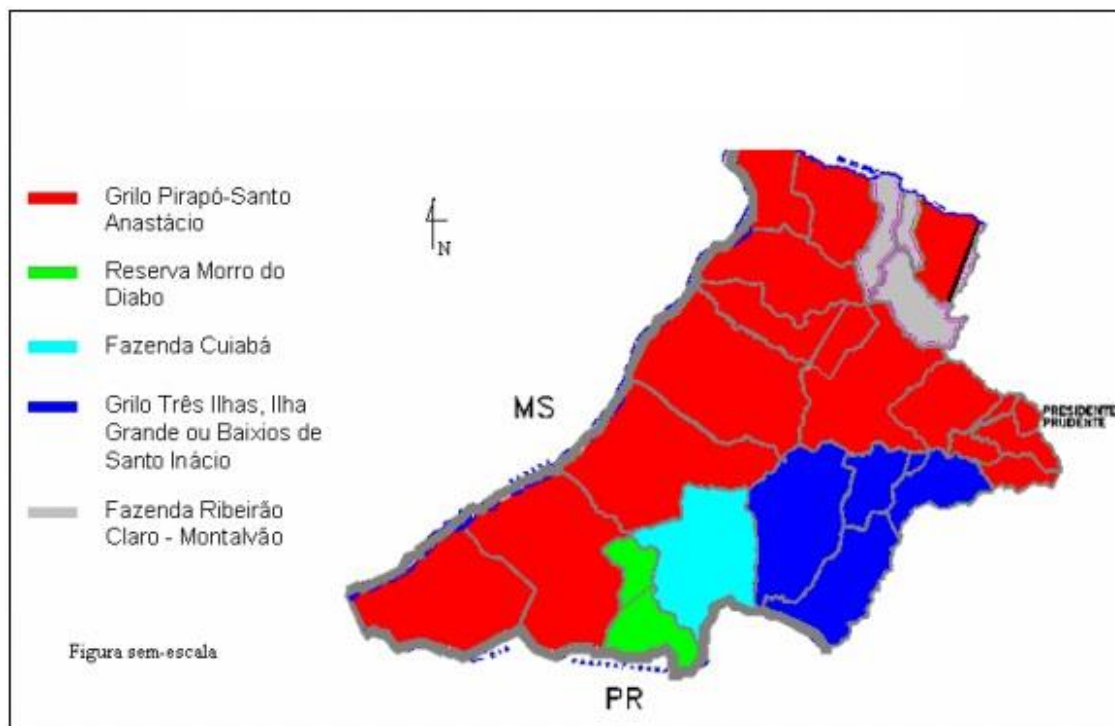 Grilo Pirapó-Santo
Anastácio
Reserva Morro do
Diabo
Fazenda Cuiabá
Grilo Três Ilhas, Ilha
Grande ou Baixios de
Santo Inácio
Fazenda Ribeirão
Claro - Montalvão
N
MS
PRESIDENTE
PRUDENTE
Figura sem-escala
PR